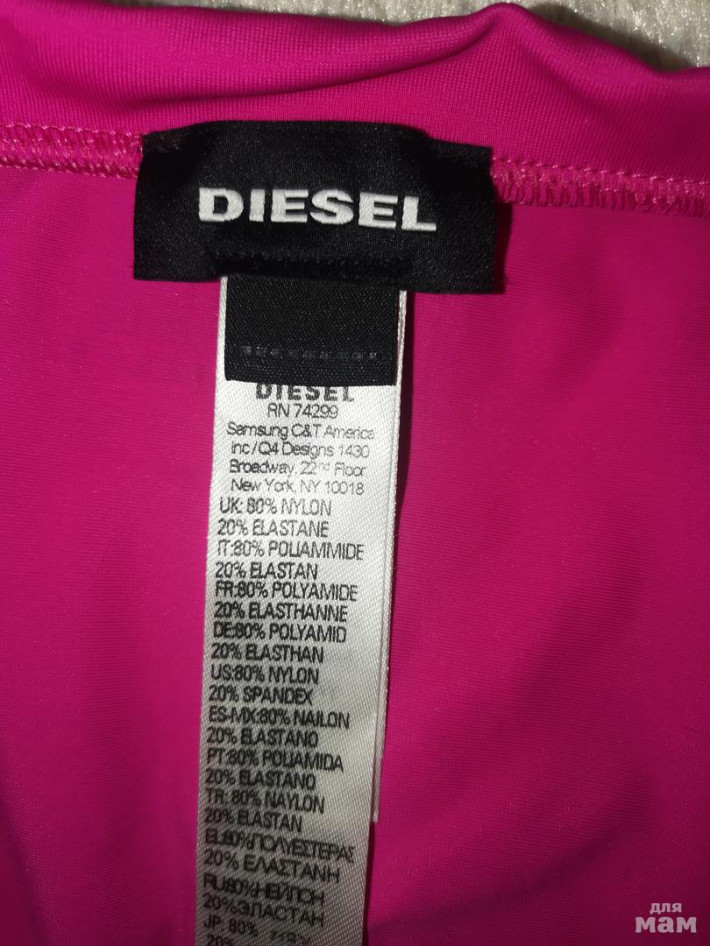 DIESEL
DIESEL
RN 74299
Samsung C&T America
inc/Q4 Designs 1430
Broadway, 22nd Floor
New York, NY 10018
UK: 80% NYLON
20% ELASTANE
IT:80% POLIAMMIDE
20% ELASTAN
FR:80% POLYAMIDE
20% ELASTHANNE
DE:80% POLYAMID
20% ELASTHAN
US:80% NYLON
20% SPANDEX
ES-MX:80% NAILON
20% ELASTANO
PT:80% POLIAMIDA
20% ELASTANO
TR: 80% NAYLON
20% ELASTAN
EL:80%ΠΟΛΥΕΣΤΕΡΑΣ
20% ΕΛΑΣΤΑΝΗ
RU:80%НЕЙЛОН
20%ЭЛАСТАН
JP: 80%
20%
для
мам